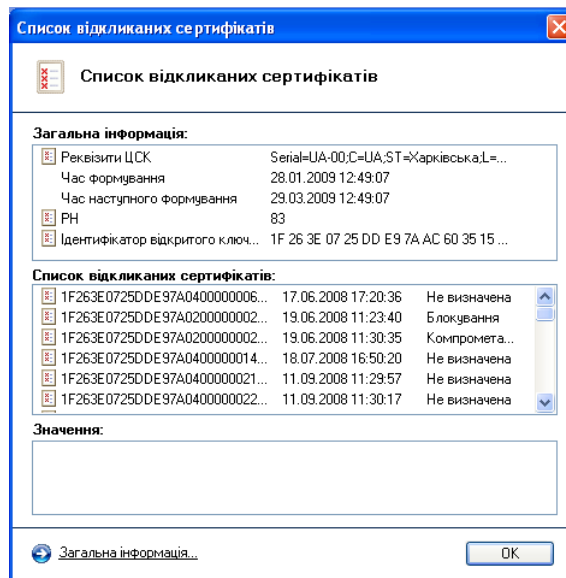 Список відкликаних сертифікатів
Список відкликаних сертифікатів
Загальна інформація:
Реквізити ЦСК Serial=UA-00;C=UA;ST=Харківська;L=...
Час формування 28.01.2009 12:49:07
Час наступного формування 29.03.2009 12:49:07
РН 83
Ідентифікатор відкритого ключ... 1F 26 3E 07 25 DD E9 7A AC 60 35 15 ...
Список відкликаних сертифікатів:
1F263E0725DDE97A0400000006... 17.06.2008 17:20:36 Не визначена
1F263E0725DDE97A0200000002... 19.06.2008 11:23:40 Блокування
1F263E0725DDE97A0200000002... 19.06.2008 11:30:35 Компромета...
1F263E0725DDE97A0400000014... 18.07.2008 16:50:20 Не визначена
1F263E0725DDE97A0400000021... 11.09.2008 11:29:57 Не визначена
1F263E0725DDE97A0400000022... 11.09.2008 11:30:17 Не визначена
Значення:
Загальна інформація... OK